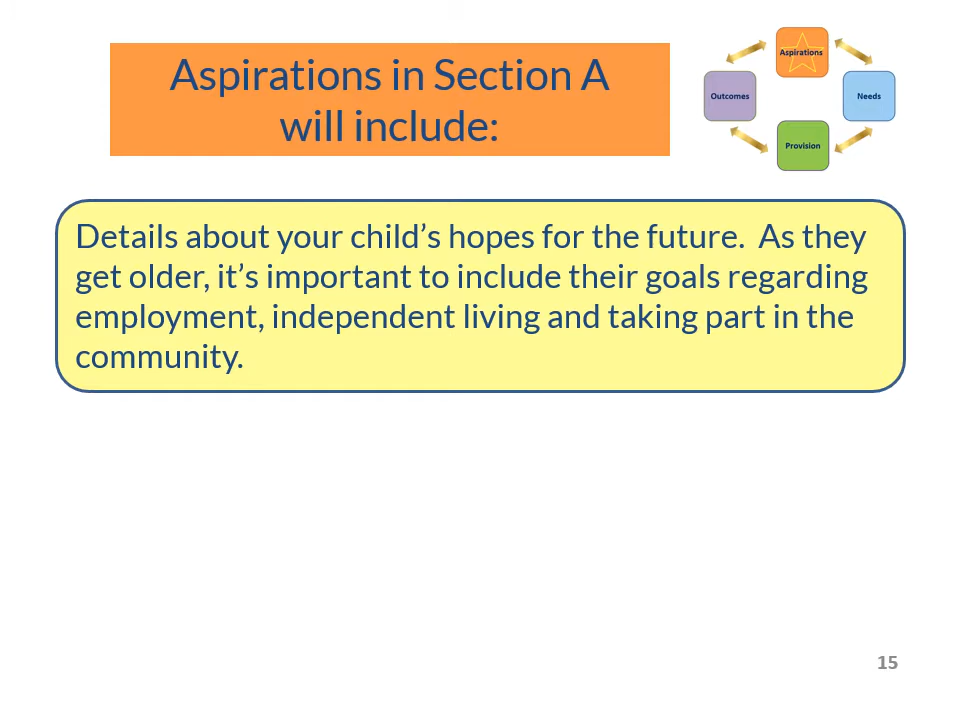 Aspirations in Section A
will include:
Aspirations
Outcomes
Needs
Provision
Details about your child’s hopes for the future.  As they
get older, it’s important to include their goals regarding
employment, independent living and taking part in the
community.
15